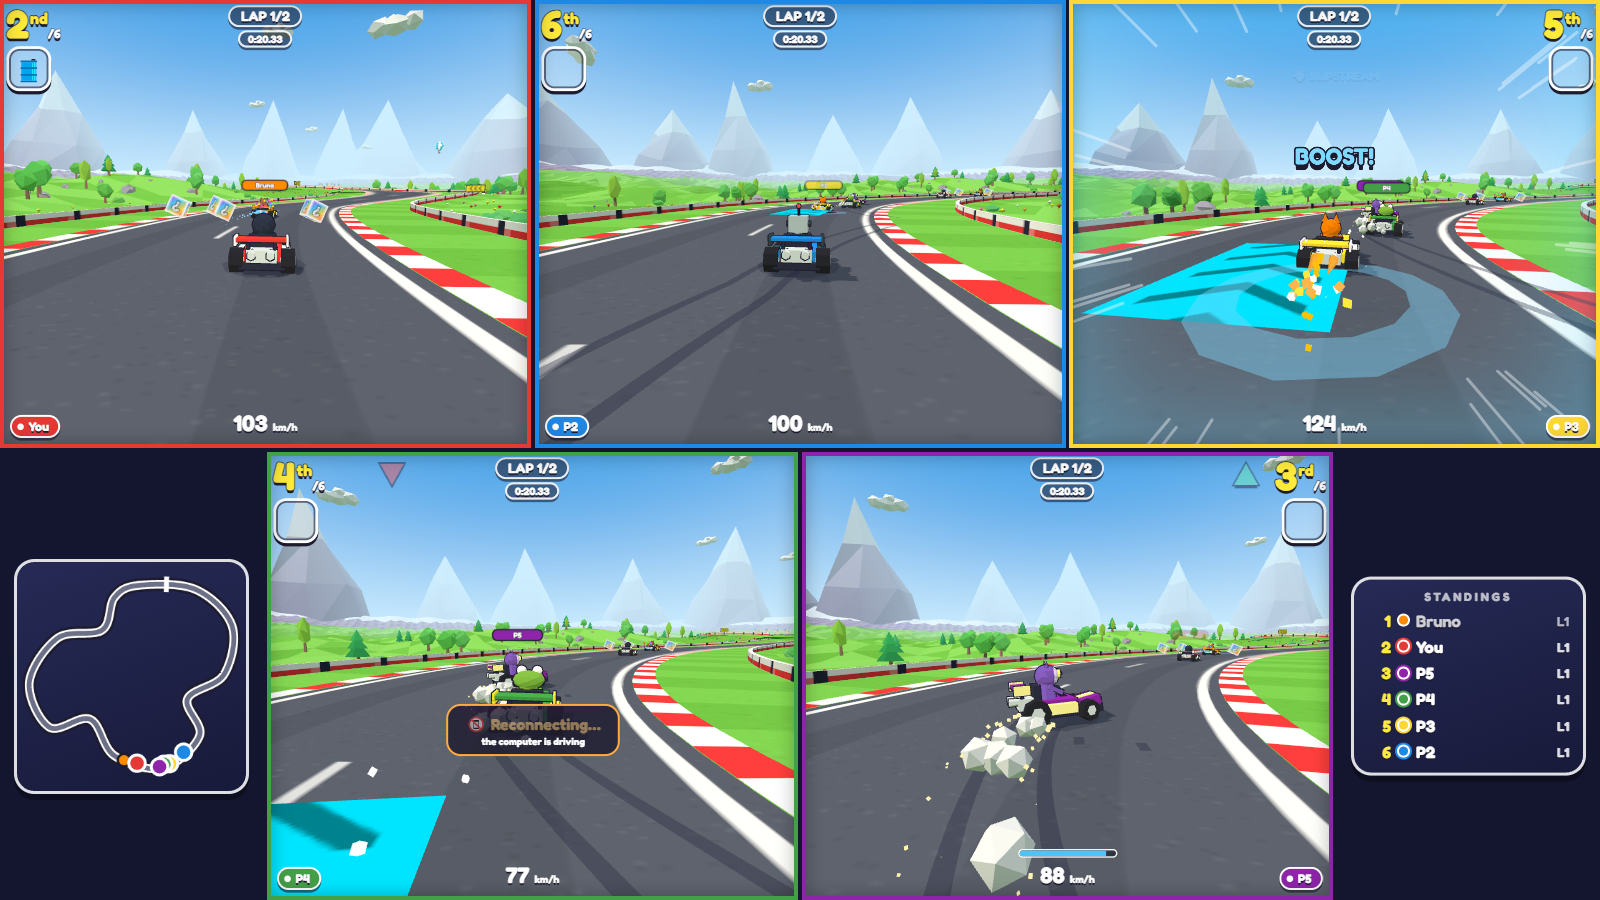 2nd/6
LAP 1/2
0:20.33
Bruno
You
103 km/h
6th/6
LAP 1/2
0:20.33
P2
100 km/h
5th/6
LAP 1/2
0:20.33
SLIPSTREAM
BOOST!
P4
124 km/h
P3
4th/6
LAP 1/2
0:20.33
P5
Reconnecting...
the computer is driving
P4
77 km/h
3rd/6
LAP 1/2
0:20.33
88 km/h
P5
STANDINGS
1 Bruno L1
2 You L1
3 P5 L1
4 P4 L1
5 P3 L1
6 P2 L1